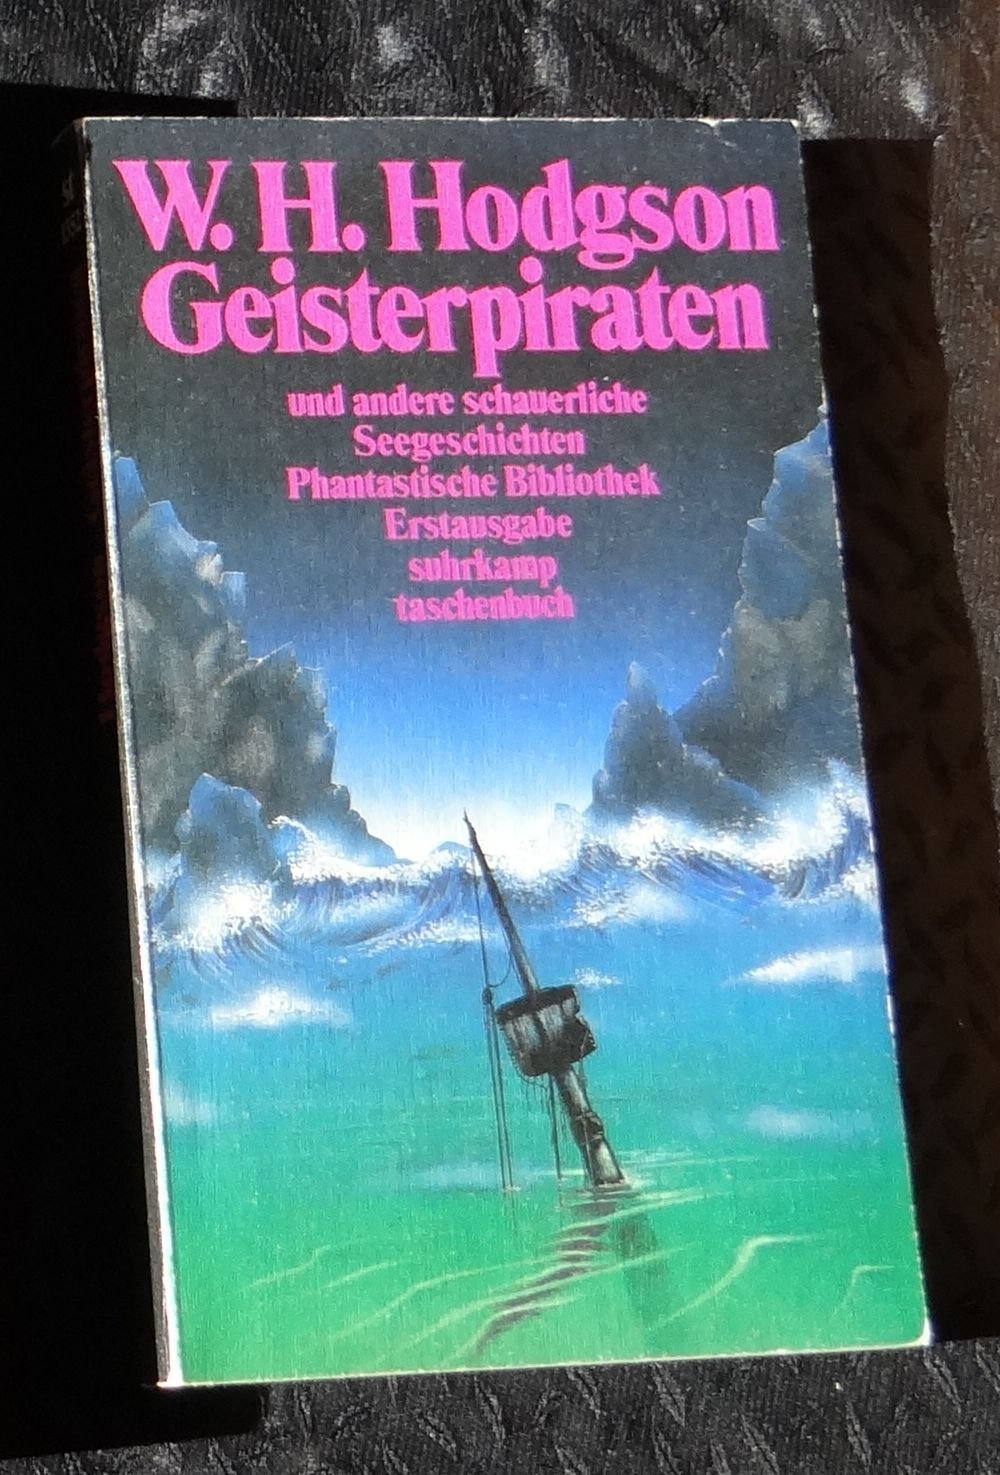 W. H. Hodgson
Geisterpiraten
und andere schauerliche
Seegeschichten
Phantastische Bibliothek
Erstausgabe
suhrkamp
taschenbuch